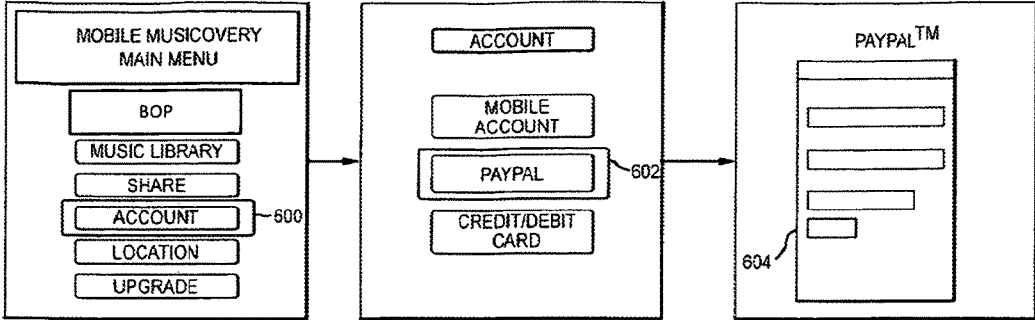 MOBILE MUSICOVERY
MAIN MENU
BOP
MUSIC LIBRARY
SHARE
ACCOUNT
600
LOCATION
UPGRADE
ACCOUNT
MOBILE
ACCOUNT
PAYPAL
602
CREDIT/DEBIT
CARD
PAYPAL™
604